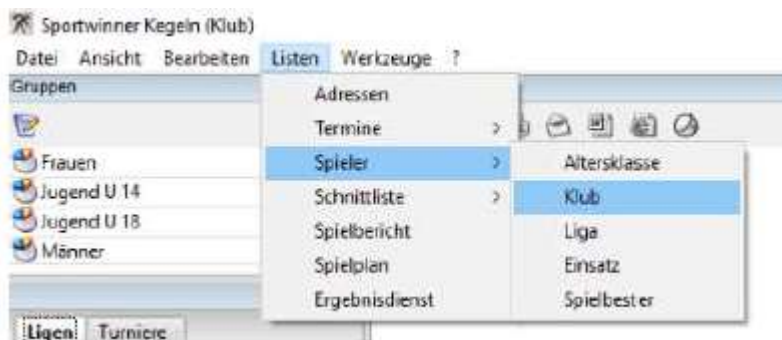 Sportwinner Kegeln (Klub)
Datei Ansicht Bearbeiten Listen Werkzeuge ?
Gruppen
Frauen
Jugend U 14
Jugend U 18
Männer
Ligen Turniere
Adressen
Termine >
Spieler >
Schnittliste >
Spielbericht
Spielplan
Ergebnisdienst
Altersklasse
Klub
Liga
Einsatz
Spielbester